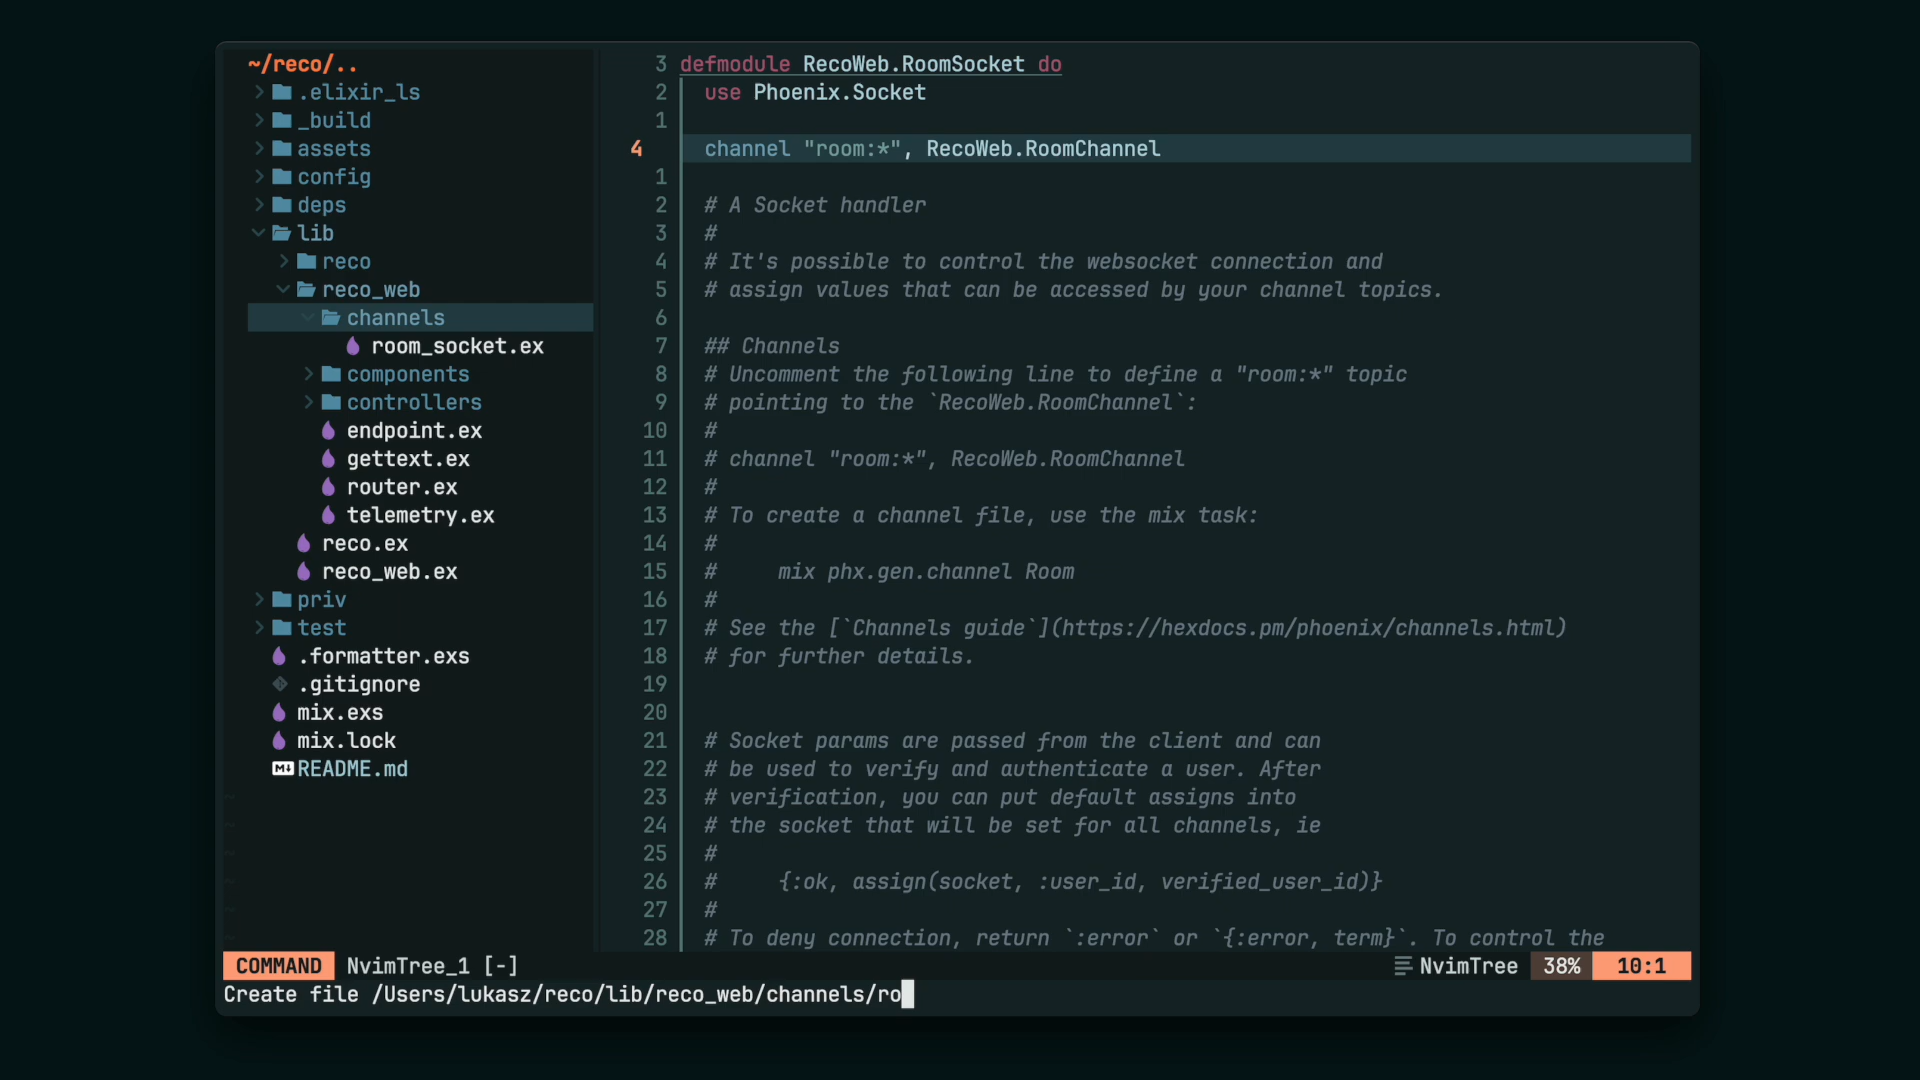 ~/reco/..
.elixir_ls
_build
assets
config
deps
lib
reco
reco_web
channels
room_socket.ex
components
controllers
endpoint.ex
gettext.ex
router.ex
telemetry.ex
reco.ex
reco_web.ex
priv
test
.formatter.exs
.gitignore
mix.exs
mix.lock
M↓ README.md
~
~
~
~
~
~
3 defmodule RecoWeb.RoomSocket do
2 use Phoenix.Socket
1
4 channel "room:*", RecoWeb.RoomChannel
1
2 # A Socket handler
3 #
4 # It's possible to control the websocket connection and
5 # assign values that can be accessed by your channel topics.
6
7 ## Channels
8 # Uncomment the following line to define a "room:*" topic
9 # pointing to the `RecoWeb.RoomChannel`:
10 #
11 # channel "room:*", RecoWeb.RoomChannel
12 #
13 # To create a channel file, use the mix task:
14 #
15 #     mix phx.gen.channel Room
16 #
17 # See the [`Channels guide`](https://hexdocs.pm/phoenix/channels.html)
18 # for further details.
19
20
21 # Socket params are passed from the client and can
22 # be used to verify and authenticate a user. After
23 # verification, you can put default assigns into
24 # the socket that will be set for all channels, ie
25 #
26 #     {:ok, assign(socket, :user_id, verified_user_id)}
27 #
28 # To deny connection, return `:error` or `{:error, term}`. To control the
COMMAND NvimTree_1 [-] NvimTree 38% 10:1
Create file /Users/lukasz/reco/lib/reco_web/channels/ro